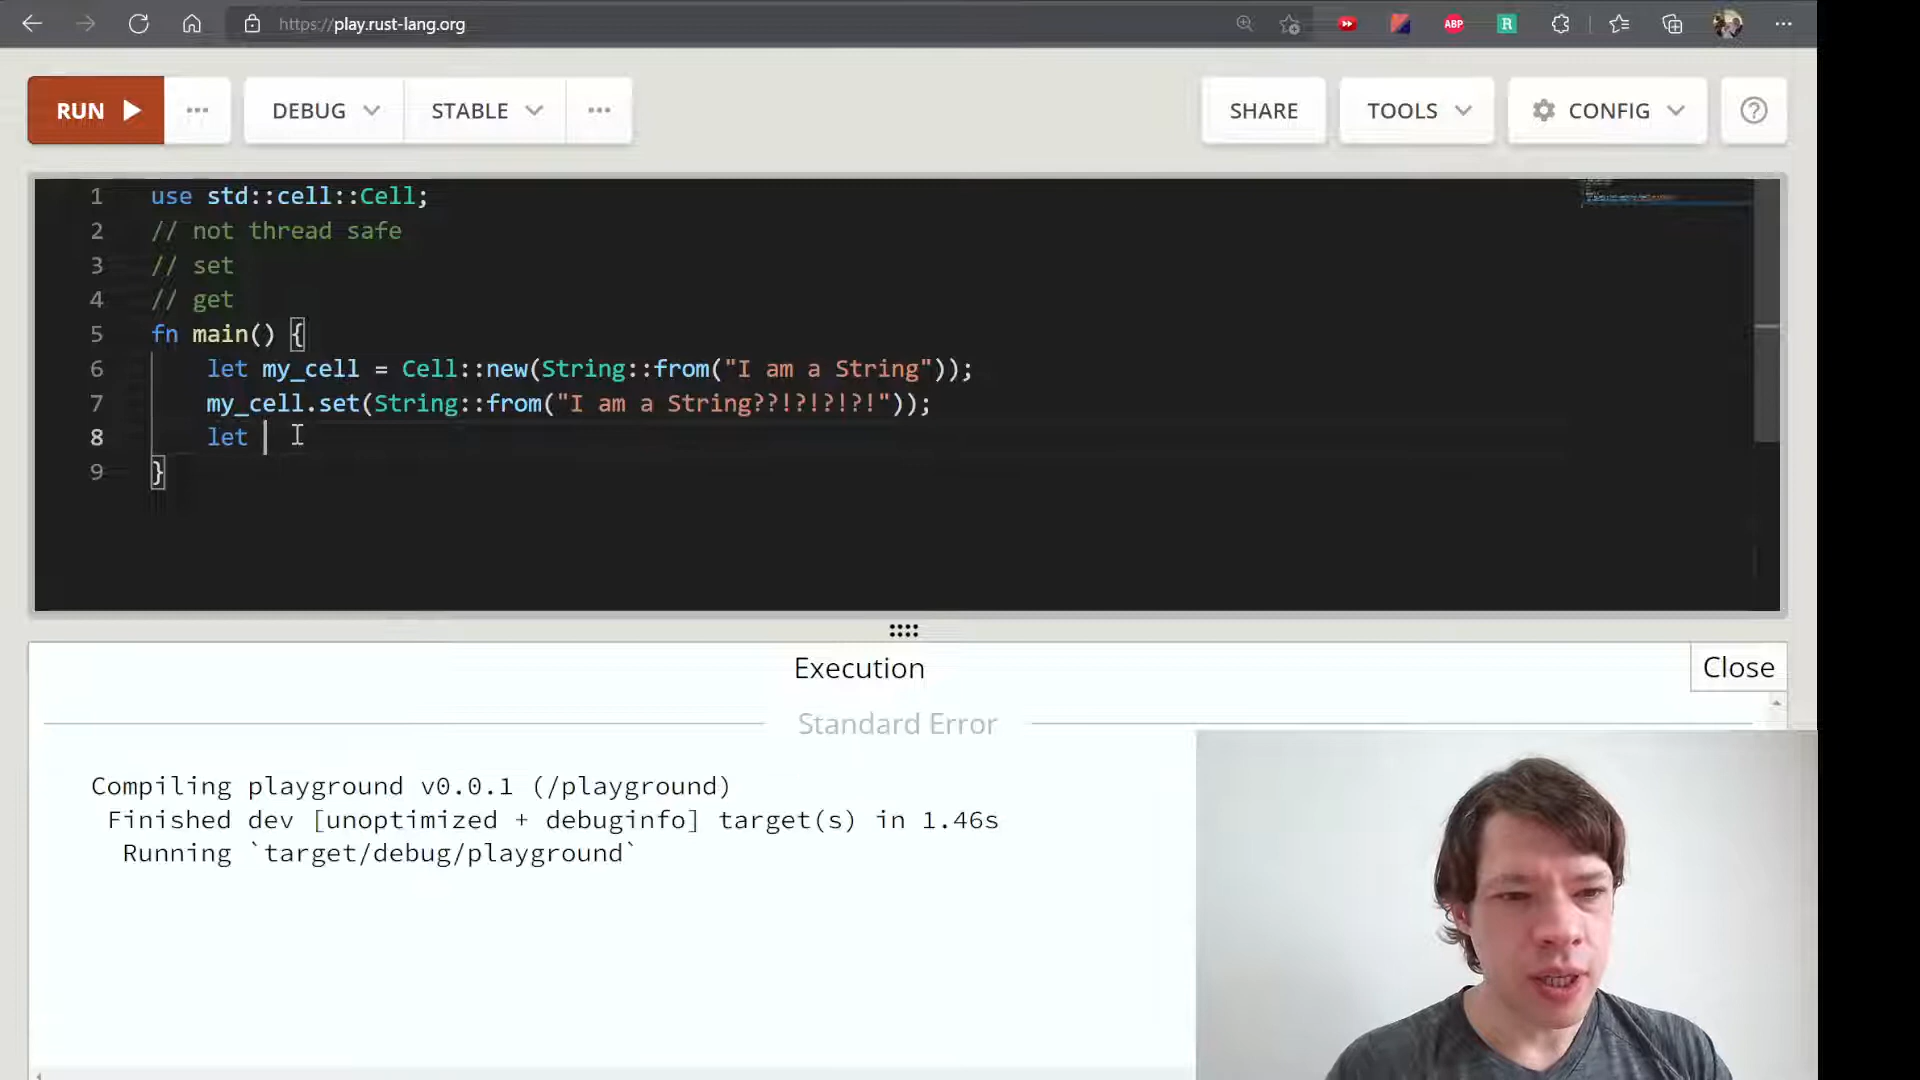 https://play.rust-lang.org
ABP
R
RUN
DEBUG
STABLE
SHARE
TOOLS
CONFIG
1 use std::cell::Cell;
2 // not thread safe
3 // set
4 // get
5 fn main() {
6 let my_cell = Cell::new(String::from("I am a String"));
7 my_cell.set(String::from("I am a String??!?!?!?!"));
8 let
9 }
Execution
Close
Standard Error
Compiling playground v0.0.1 (/playground)
Finished dev [unoptimized + debuginfo] target(s) in 1.46s
Running `target/debug/playground`